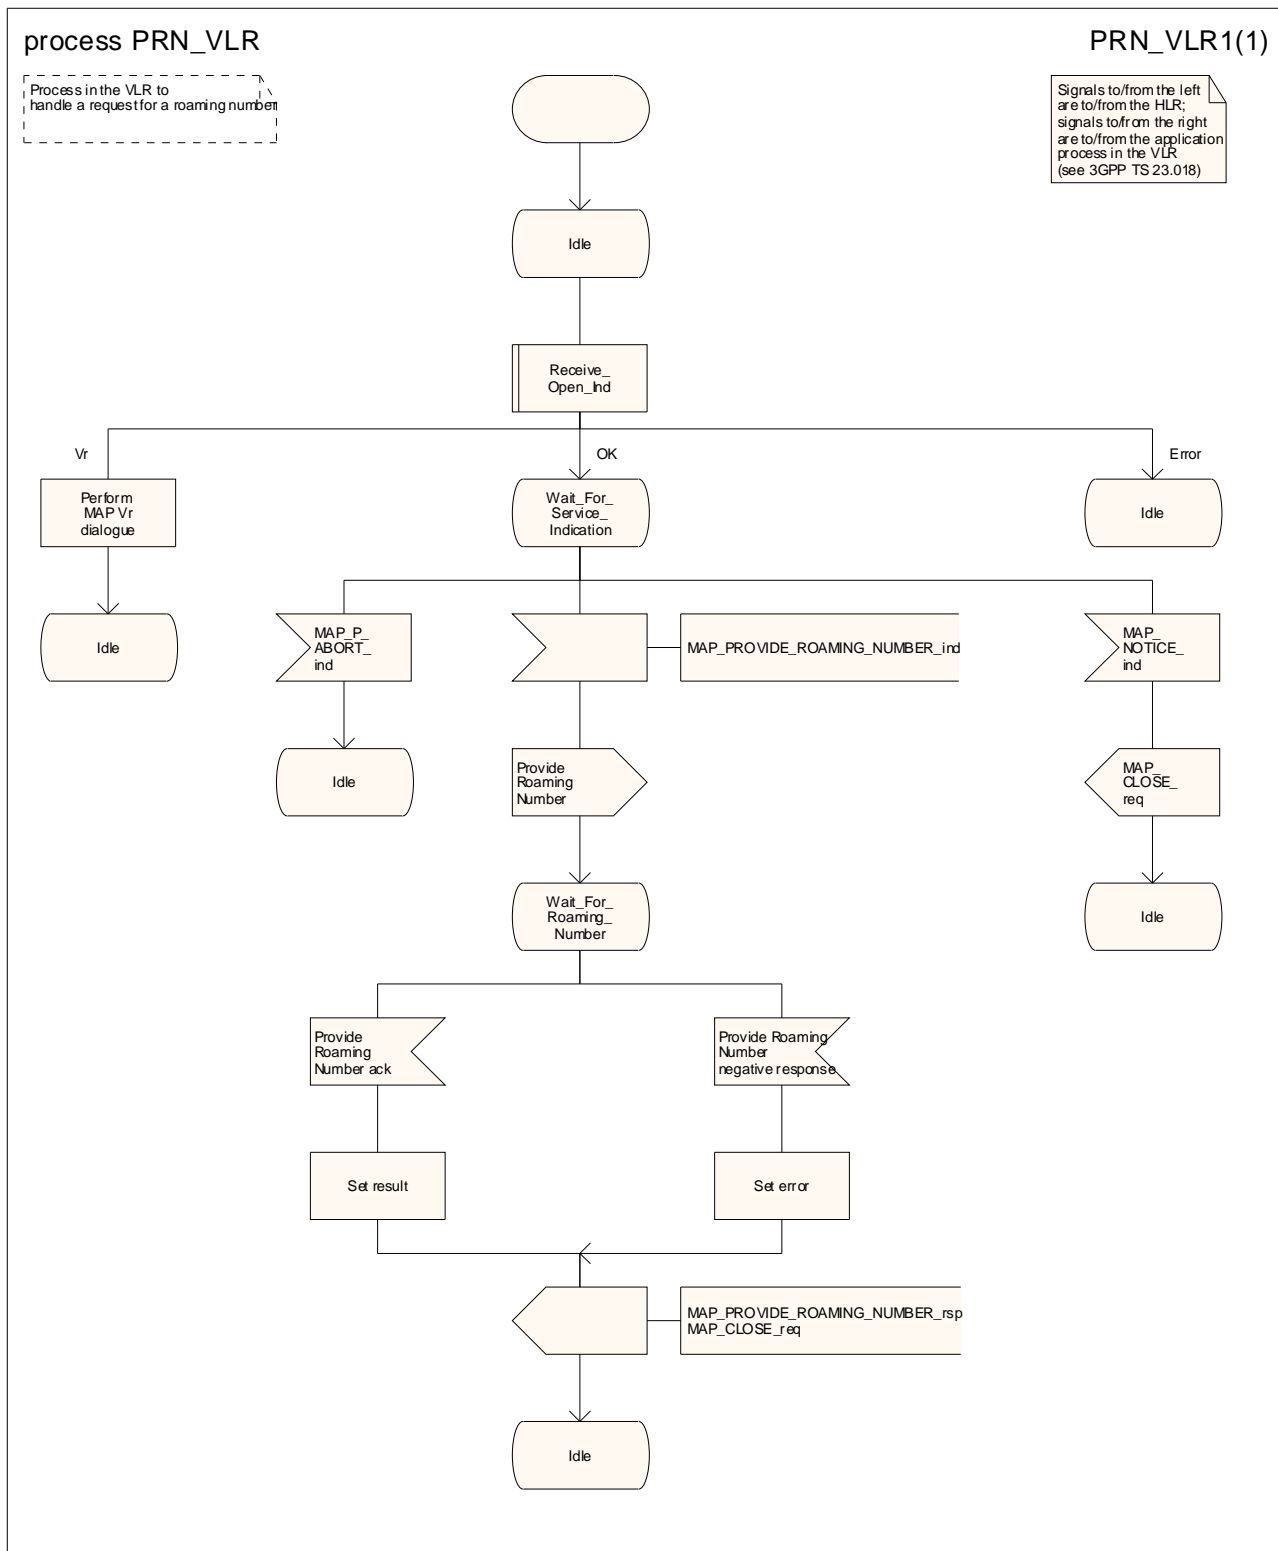 process PRN_VLR
PRN_VLR1(1)
Process in the VLR to
handle a request for a roaming number
Signals to/from the left
are to/from the HLR;
signals to/from the right
are to/from the application
process in the VLR
(see 3GPP TS 23.018)
Idle
Receive_
Open_Ind
Vr
OK
Error
Perform
MAP Vr
dialogue
Wait_For_
Service_
Indication
Idle
Idle
MAP_P_
ABORT_
ind
MAP_PROVIDE_ROAMING_NUMBER_ind
MAP_
NOTICE_
ind
Idle
Provide
Roaming
Number
MAP_
CLOSE_
req
Wait_For_
Roaming_
Number
Idle
Provide
Roaming
Number ack
Provide Roaming
Number
negative response
Set result
Set error
MAP_PROVIDE_ROAMING_NUMBER_rsp
MAP_CLOSE_req
Idle